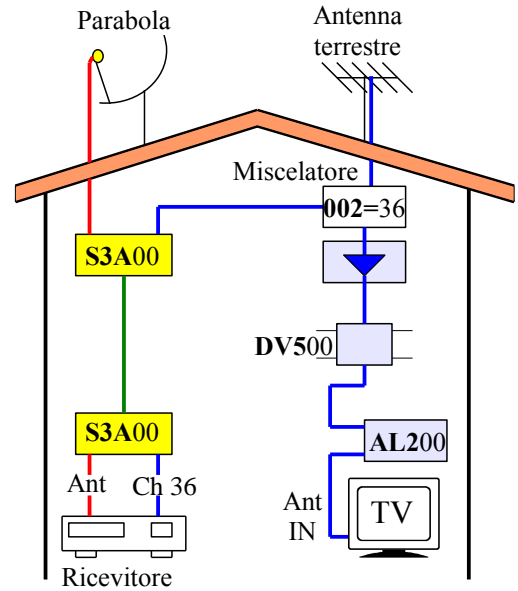 Parabola
Antenna
terrestre
Miscelatore
002=36
S3A00
DV500
S3A00
AL200
Ant
Ch 36
Ant
IN
TV
Ricevitore